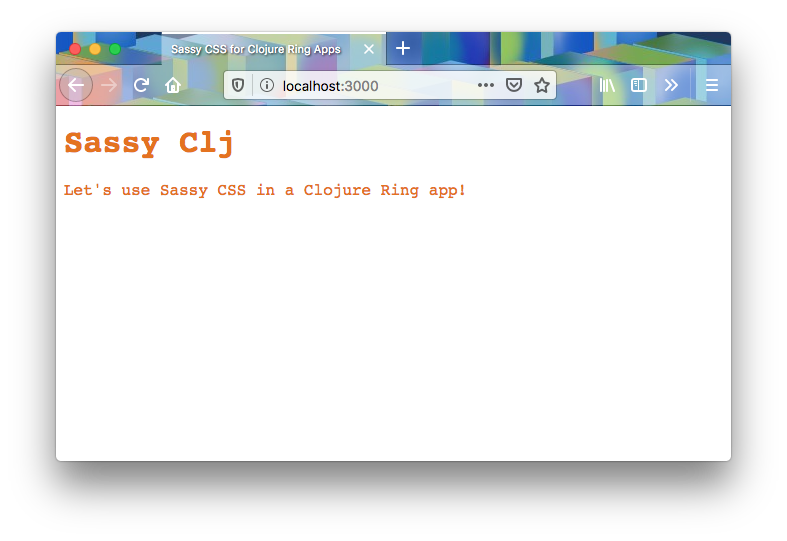 Sassy CSS for Clojure Ring Apps
localhost:3000
Sassy Clj
Let's use Sassy CSS in a Clojure Ring app!